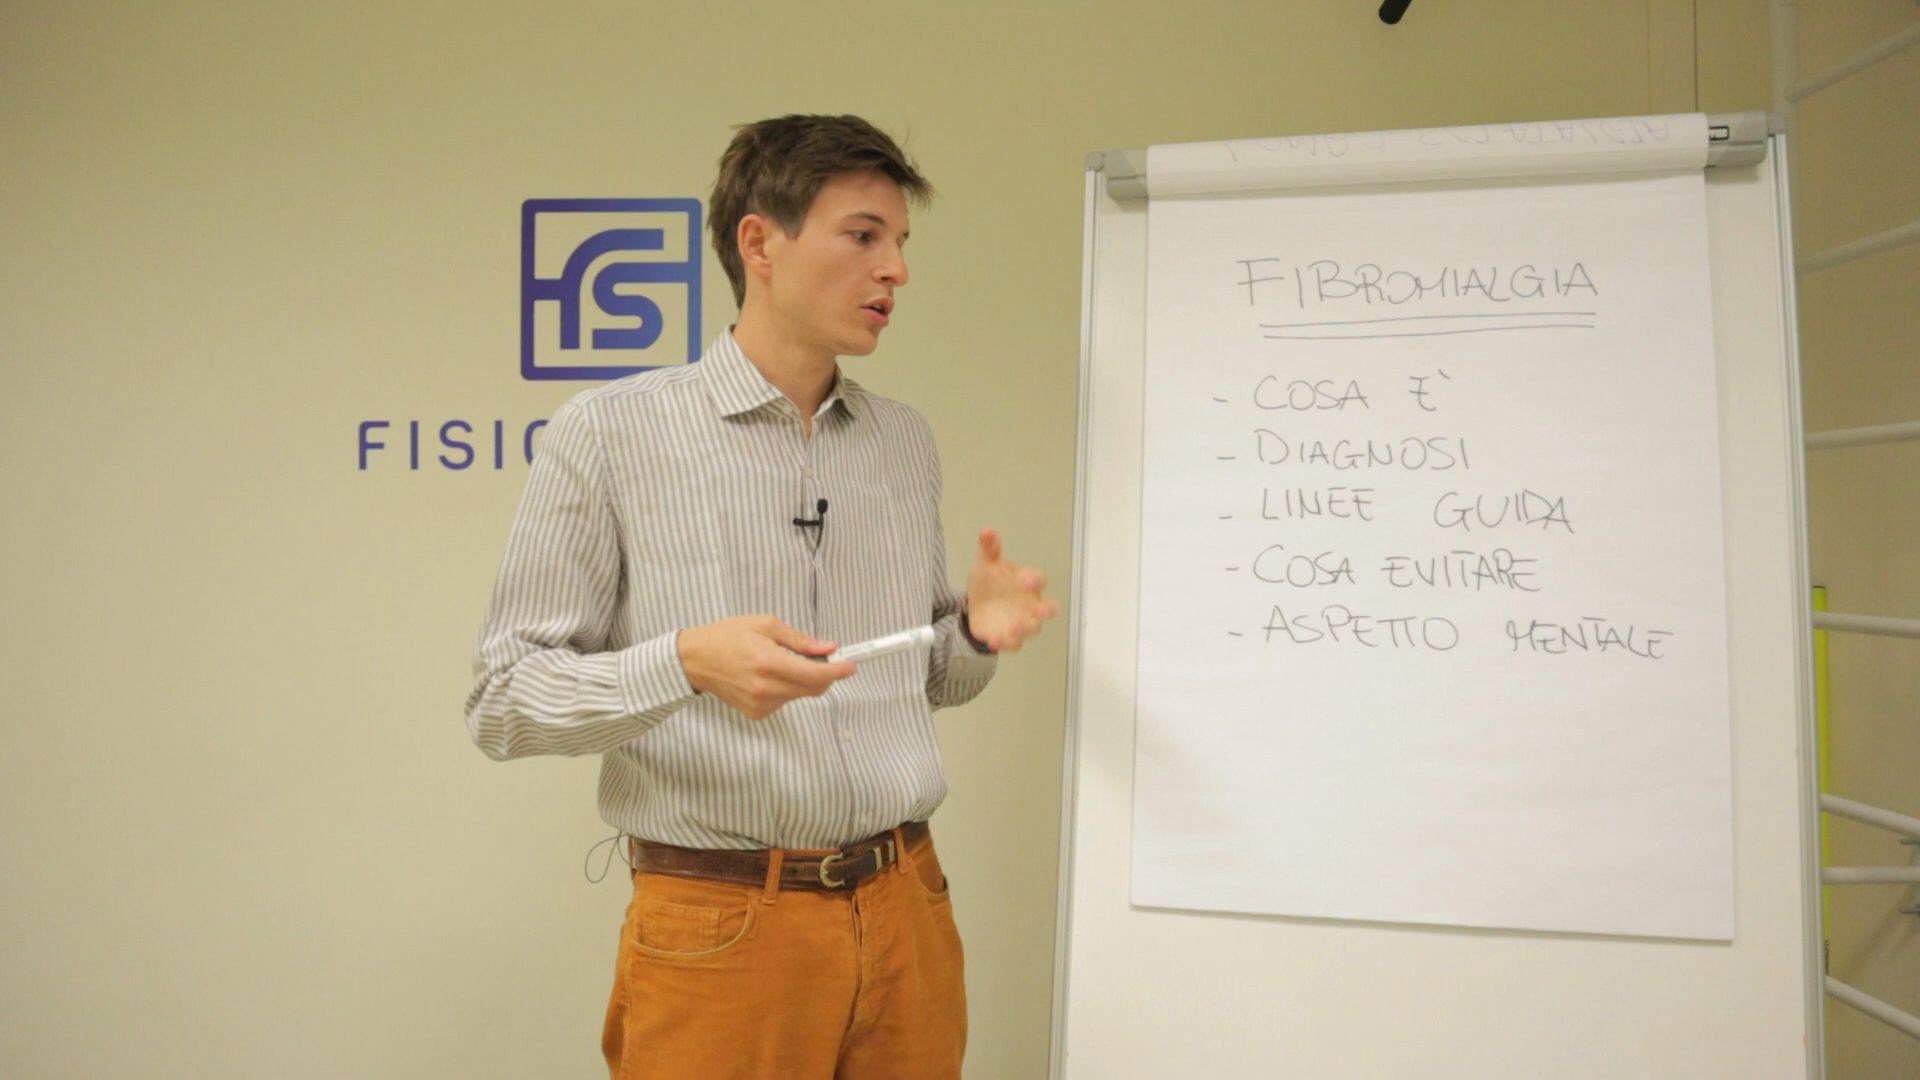 FISIO
FIBROMIALGIA
- COSA È
- DIAGNOSI
- LINEE GUIDA
- COSA EVITARE
- ASPETTO MENTALE